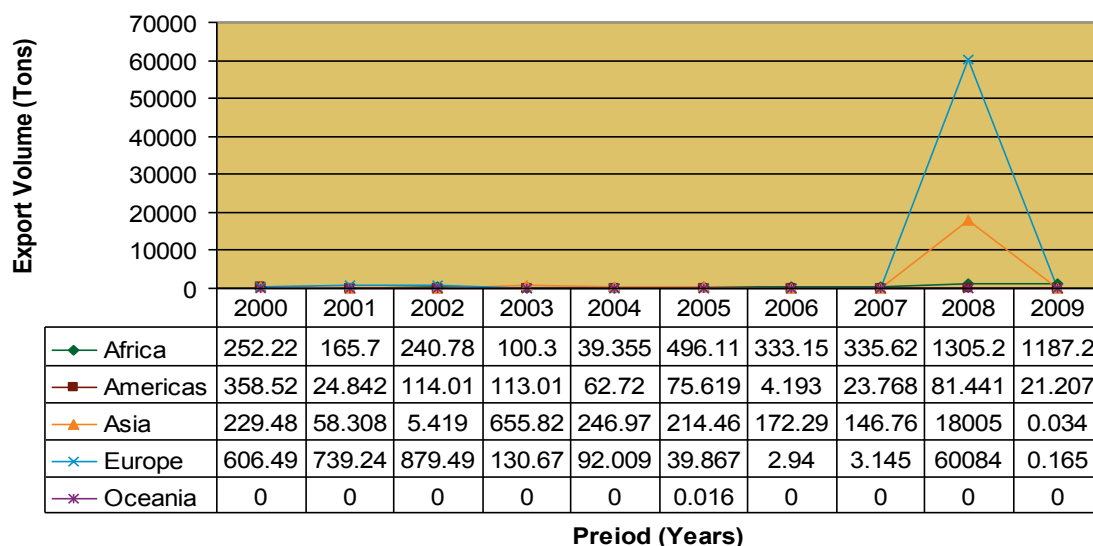 Export Volume (Tons)
70000
60000
50000
40000
30000
20000
10000
0
2000 2001 2002 2003 2004 2005 2006 2007 2008 2009
Africa 252.22 165.7 240.78 100.3 39.355 496.11 333.15 335.62 1305.2 1187.2
Americas 358.52 24.842 114.01 113.01 62.72 75.619 4.193 23.768 81.441 21.207
Asia 229.48 58.308 5.419 655.82 246.97 214.46 172.29 146.76 18005 0.034
Europe 606.49 739.24 879.49 130.67 92.009 39.867 2.94 3.145 60084 0.165
Oceania 0 0 0 0 0 0.016 0 0 0 0
Preiod (Years)